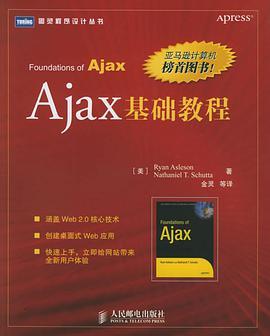 TURING 图灵程序设计丛书
Apress®
Foundations of Ajax
亚马逊计算机
榜首图书!
Ajax基础教程
[美] Ryan Asleson
Nathaniel T. Schutta 著
金灵 等译
涵盖 Web 2.0 核心技术
创建桌面式 Web 应用
快速上手,立即给网站带来
全新用户体验
Foundations of
Ajax
人民邮电出版社
POSTS & TELECOM PRESS